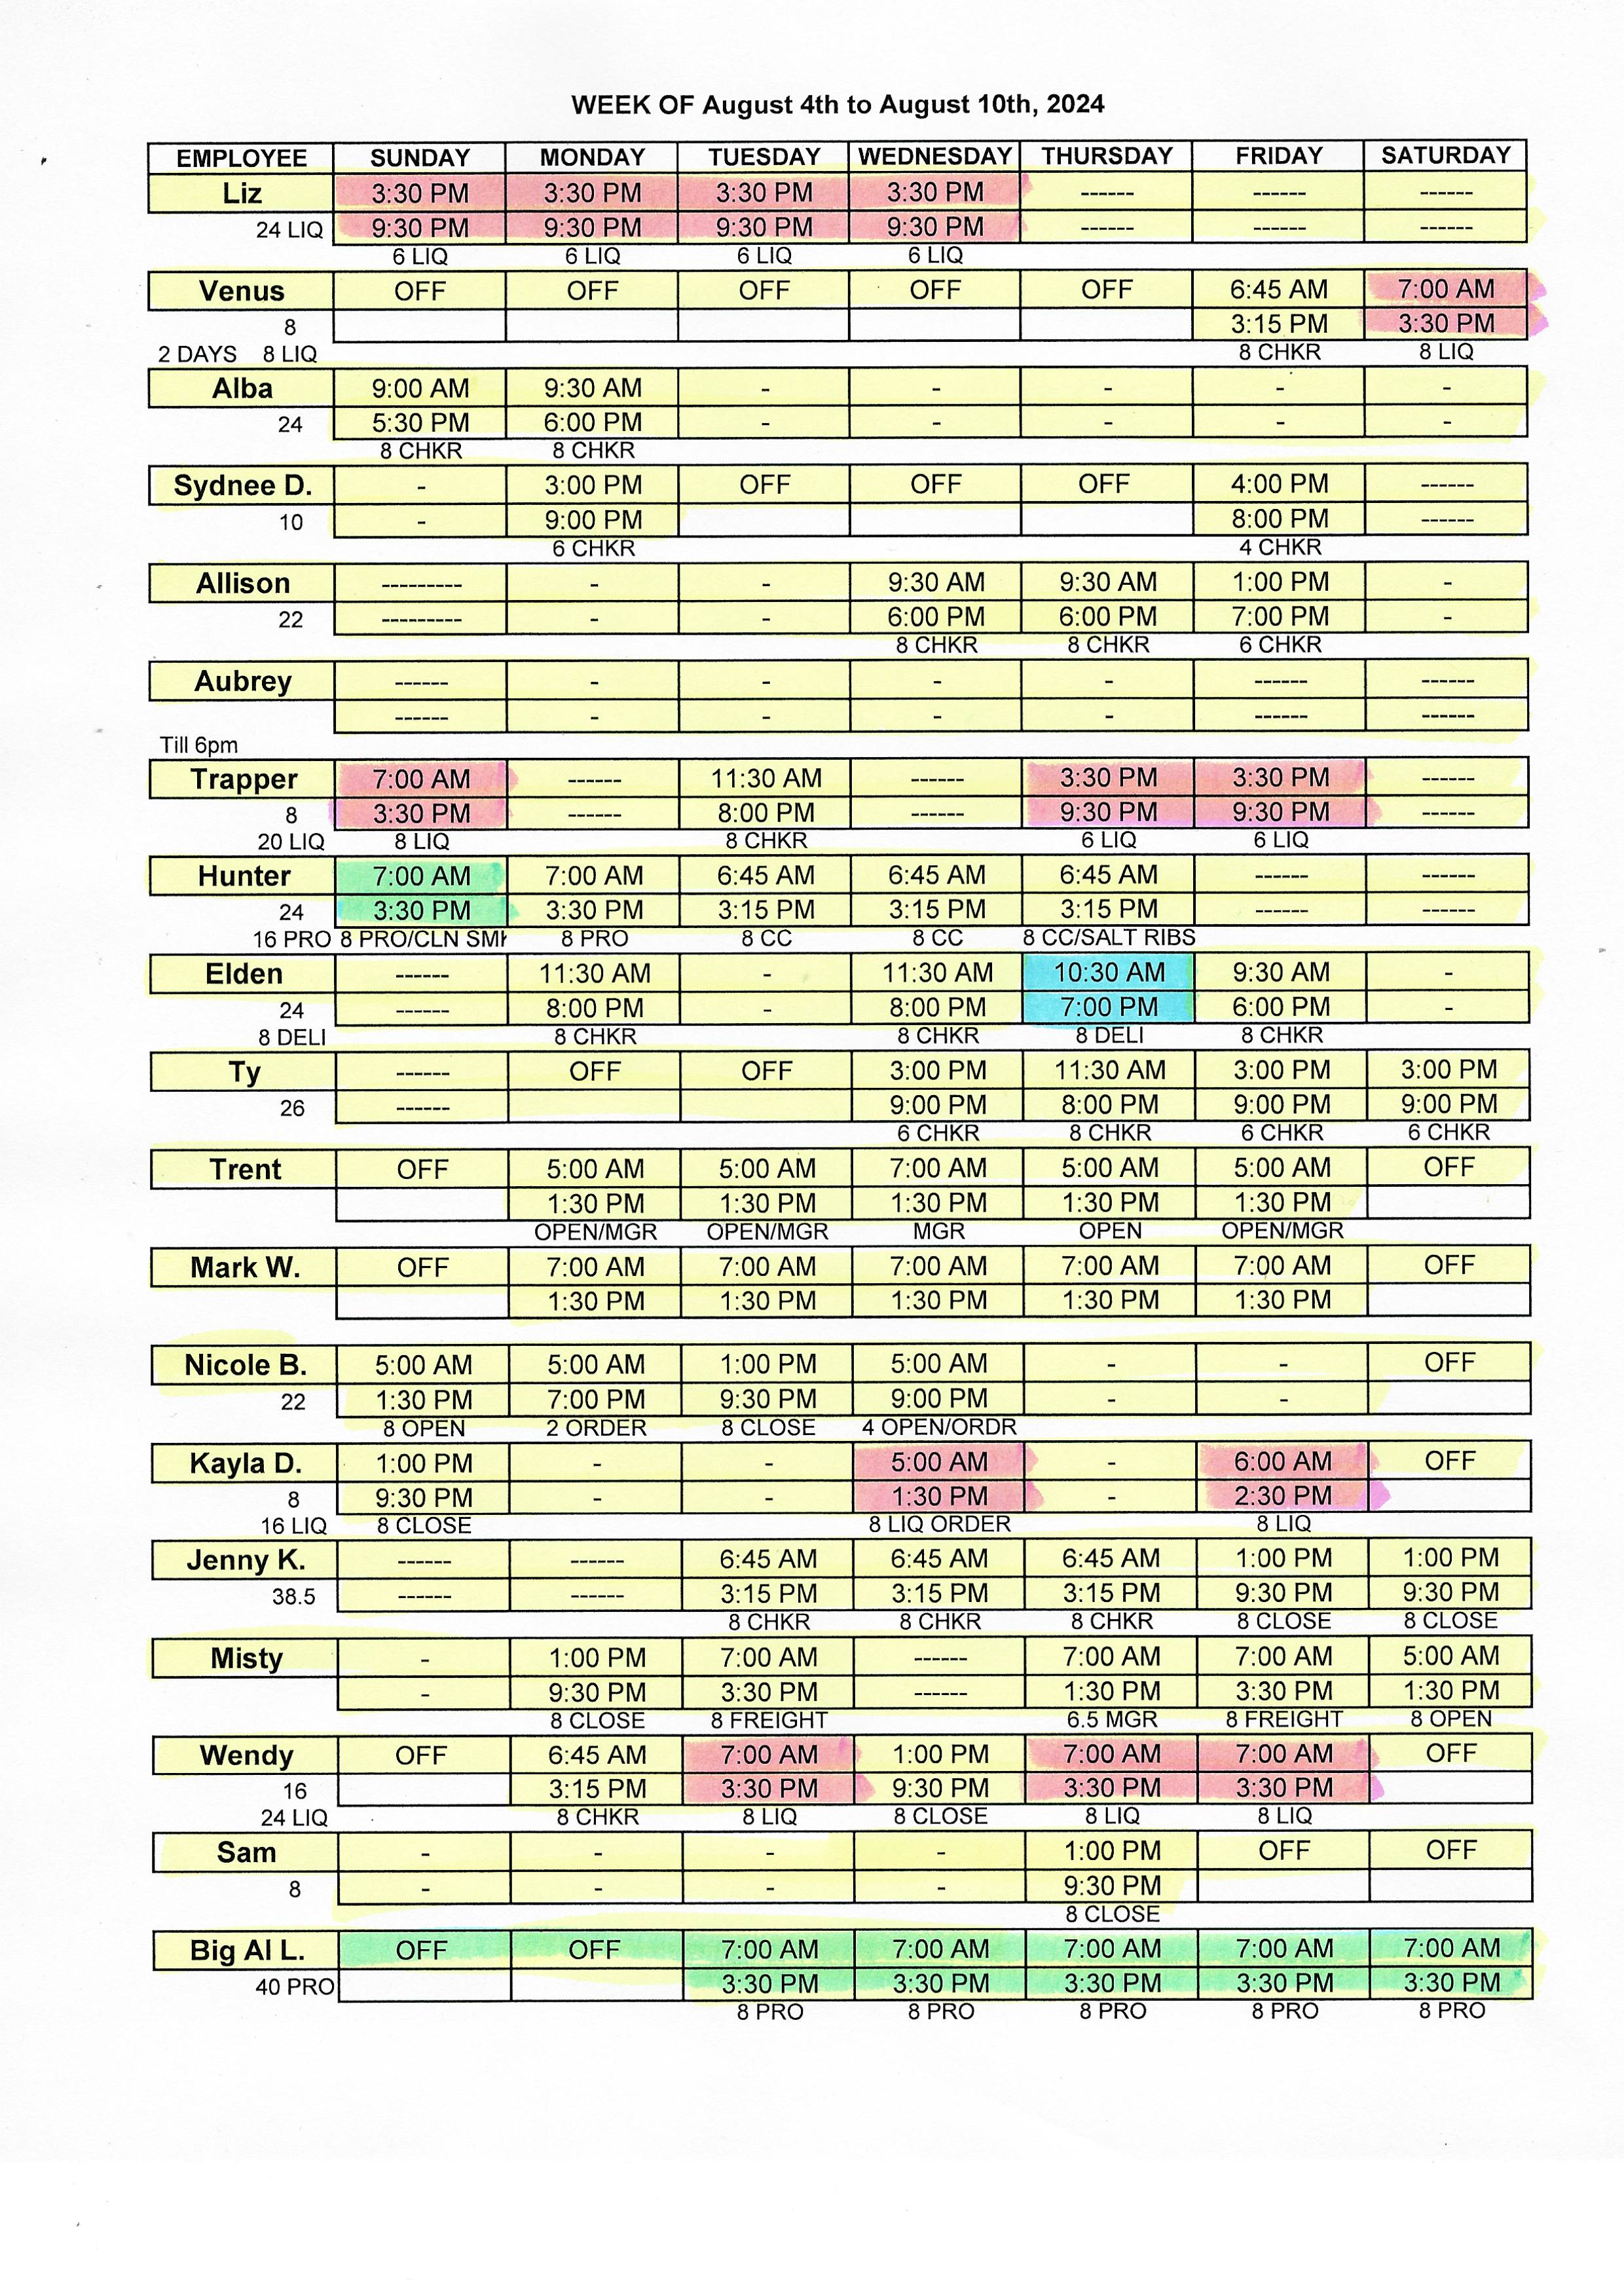 WEEK OF August 4th to August 10th, 2024
EMPLOYEE SUNDAY MONDAY TUESDAY WEDNESDAY THURSDAY FRIDAY SATURDAY
Liz 3:30 PM 3:30 PM 3:30 PM 3:30 PM ------ ------ ------
24 LIQ 9:30 PM 9:30 PM 9:30 PM 9:30 PM ------ ------ ------
6 LIQ 6 LIQ 6 LIQ 6 LIQ
Venus OFF OFF OFF OFF OFF 6:45 AM 7:00 AM
8 3:15 PM 3:30 PM
2 DAYS 8 LIQ 8 CHKR 8 LIQ
Alba 9:00 AM 9:30 AM - - - - -
24 5:30 PM 6:00 PM - - - - -
8 CHKR 8 CHKR
Sydnee D. - 3:00 PM OFF OFF OFF 4:00 PM ------
10 - 9:00 PM 8:00 PM ------
6 CHKR 4 CHKR
Allison --------- - - 9:30 AM 9:30 AM 1:00 PM -
22 --------- - - 6:00 PM 6:00 PM 7:00 PM -
8 CHKR 8 CHKR 6 CHKR
Aubrey ------ - - - - ------ ------
------ - - - - ------ ------
Till 6pm
Trapper 7:00 AM ------ 11:30 AM ------ 3:30 PM 3:30 PM ------
8 3:30 PM ------ 8:00 PM ------ 9:30 PM 9:30 PM ------
20 LIQ 8 LIQ 8 CHKR 6 LIQ 6 LIQ
Hunter 7:00 AM 7:00 AM 6:45 AM 6:45 AM 6:45 AM ------ ------
24 3:30 PM 3:30 PM 3:15 PM 3:15 PM 3:15 PM ------ ------
16 PRO 8 PRO/CLN SM 8 PRO 8 CC 8 CC 8 CC/SALT RIBS
Elden ------ 11:30 AM - 11:30 AM 10:30 AM 9:30 AM -
24 ------ 8:00 PM - 8:00 PM 7:00 PM 6:00 PM -
8 DELI 8 CHKR 8 CHKR 8 DELI 8 CHKR
Ty ------ OFF OFF 3:00 PM 11:30 AM 3:00 PM 3:00 PM
26 ------ 9:00 PM 8:00 PM 9:00 PM 9:00 PM
6 CHKR 8 CHKR 6 CHKR 6 CHKR
Trent OFF 5:00 AM 5:00 AM 7:00 AM 5:00 AM 5:00 AM OFF
1:30 PM 1:30 PM 1:30 PM 1:30 PM 1:30 PM
OPEN/MGR OPEN/MGR MGR OPEN OPEN/MGR
Mark W. OFF 7:00 AM 7:00 AM 7:00 AM 7:00 AM 7:00 AM OFF
1:30 PM 1:30 PM 1:30 PM 1:30 PM 1:30 PM
Nicole B. 5:00 AM 5:00 AM 1:00 PM 5:00 AM - - OFF
22 1:30 PM 7:00 PM 9:30 PM 9:00 PM - -
8 OPEN 2 ORDER 8 CLOSE 4 OPEN/ORDR
Kayla D. 1:00 PM - - 5:00 AM - 6:00 AM OFF
8 9:30 PM - - 1:30 PM - 2:30 PM
16 LIQ 8 CLOSE 8 LIQ ORDER 8 LIQ
Jenny K. ------ ------ 6:45 AM 6:45 AM 6:45 AM 1:00 PM 1:00 PM
38.5 ------ ------ 3:15 PM 3:15 PM 3:15 PM 9:30 PM 9:30 PM
8 CHKR 8 CHKR 8 CHKR 8 CLOSE 8 CLOSE
Misty - 1:00 PM 7:00 AM ------ 7:00 AM 7:00 AM 5:00 AM
- 9:30 PM 3:30 PM ------ 1:30 PM 3:30 PM 1:30 PM
8 CLOSE 8 FREIGHT 6.5 MGR 8 FREIGHT 8 OPEN
Wendy OFF 6:45 AM 7:00 AM 1:00 PM 7:00 AM 7:00 AM OFF
16 3:15 PM 3:30 PM 9:30 PM 3:30 PM 3:30 PM
24 LIQ 8 CHKR 8 LIQ 8 CLOSE 8 LIQ 8 LIQ
Sam - - - - 1:00 PM OFF OFF
8 - - - - 9:30 PM
8 CLOSE
Big Al L. OFF OFF 7:00 AM 7:00 AM 7:00 AM 7:00 AM 7:00 AM
40 PRO 3:30 PM 3:30 PM 3:30 PM 3:30 PM 3:30 PM
8 PRO 8 PRO 8 PRO 8 PRO 8 PRO